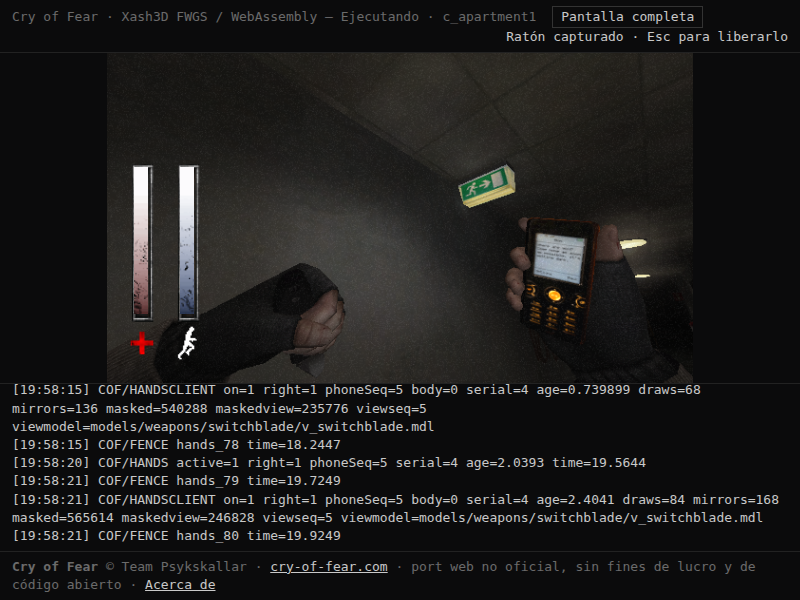 Cry of Fear · Xash3D FWGS / WebAssembly — Ejecutando · c_apartment1
Pantalla completa
Ratón capturado · Esc para liberarlo
[19:58:15] COF/HANDSCLIENT on=1 right=1 phoneSeq=5 body=0 serial=4 age=0.739899 draws=68
mirrors=136 masked=540288 maskedview=235776 viewseq=5
viewmodel=models/weapons/switchblade/v_switchblade.mdl
[19:58:15] COF/FENCE hands_78 time=18.2447
[19:58:20] COF/HANDS active=1 right=1 phoneSeq=5 serial=4 age=2.0393 time=19.5644
[19:58:21] COF/FENCE hands_79 time=19.7249
[19:58:21] COF/HANDSCLIENT on=1 right=1 phoneSeq=5 body=0 serial=4 age=2.4041 draws=84 mirrors=168
masked=565614 maskedview=246828 viewseq=5 viewmodel=models/weapons/switchblade/v_switchblade.mdl
[19:58:21] COF/FENCE hands_80 time=19.9249
Cry of Fear © Team Psykskallar · cry-of-fear.com · port web no oficial, sin fines de lucro y de
código abierto · Acerca de